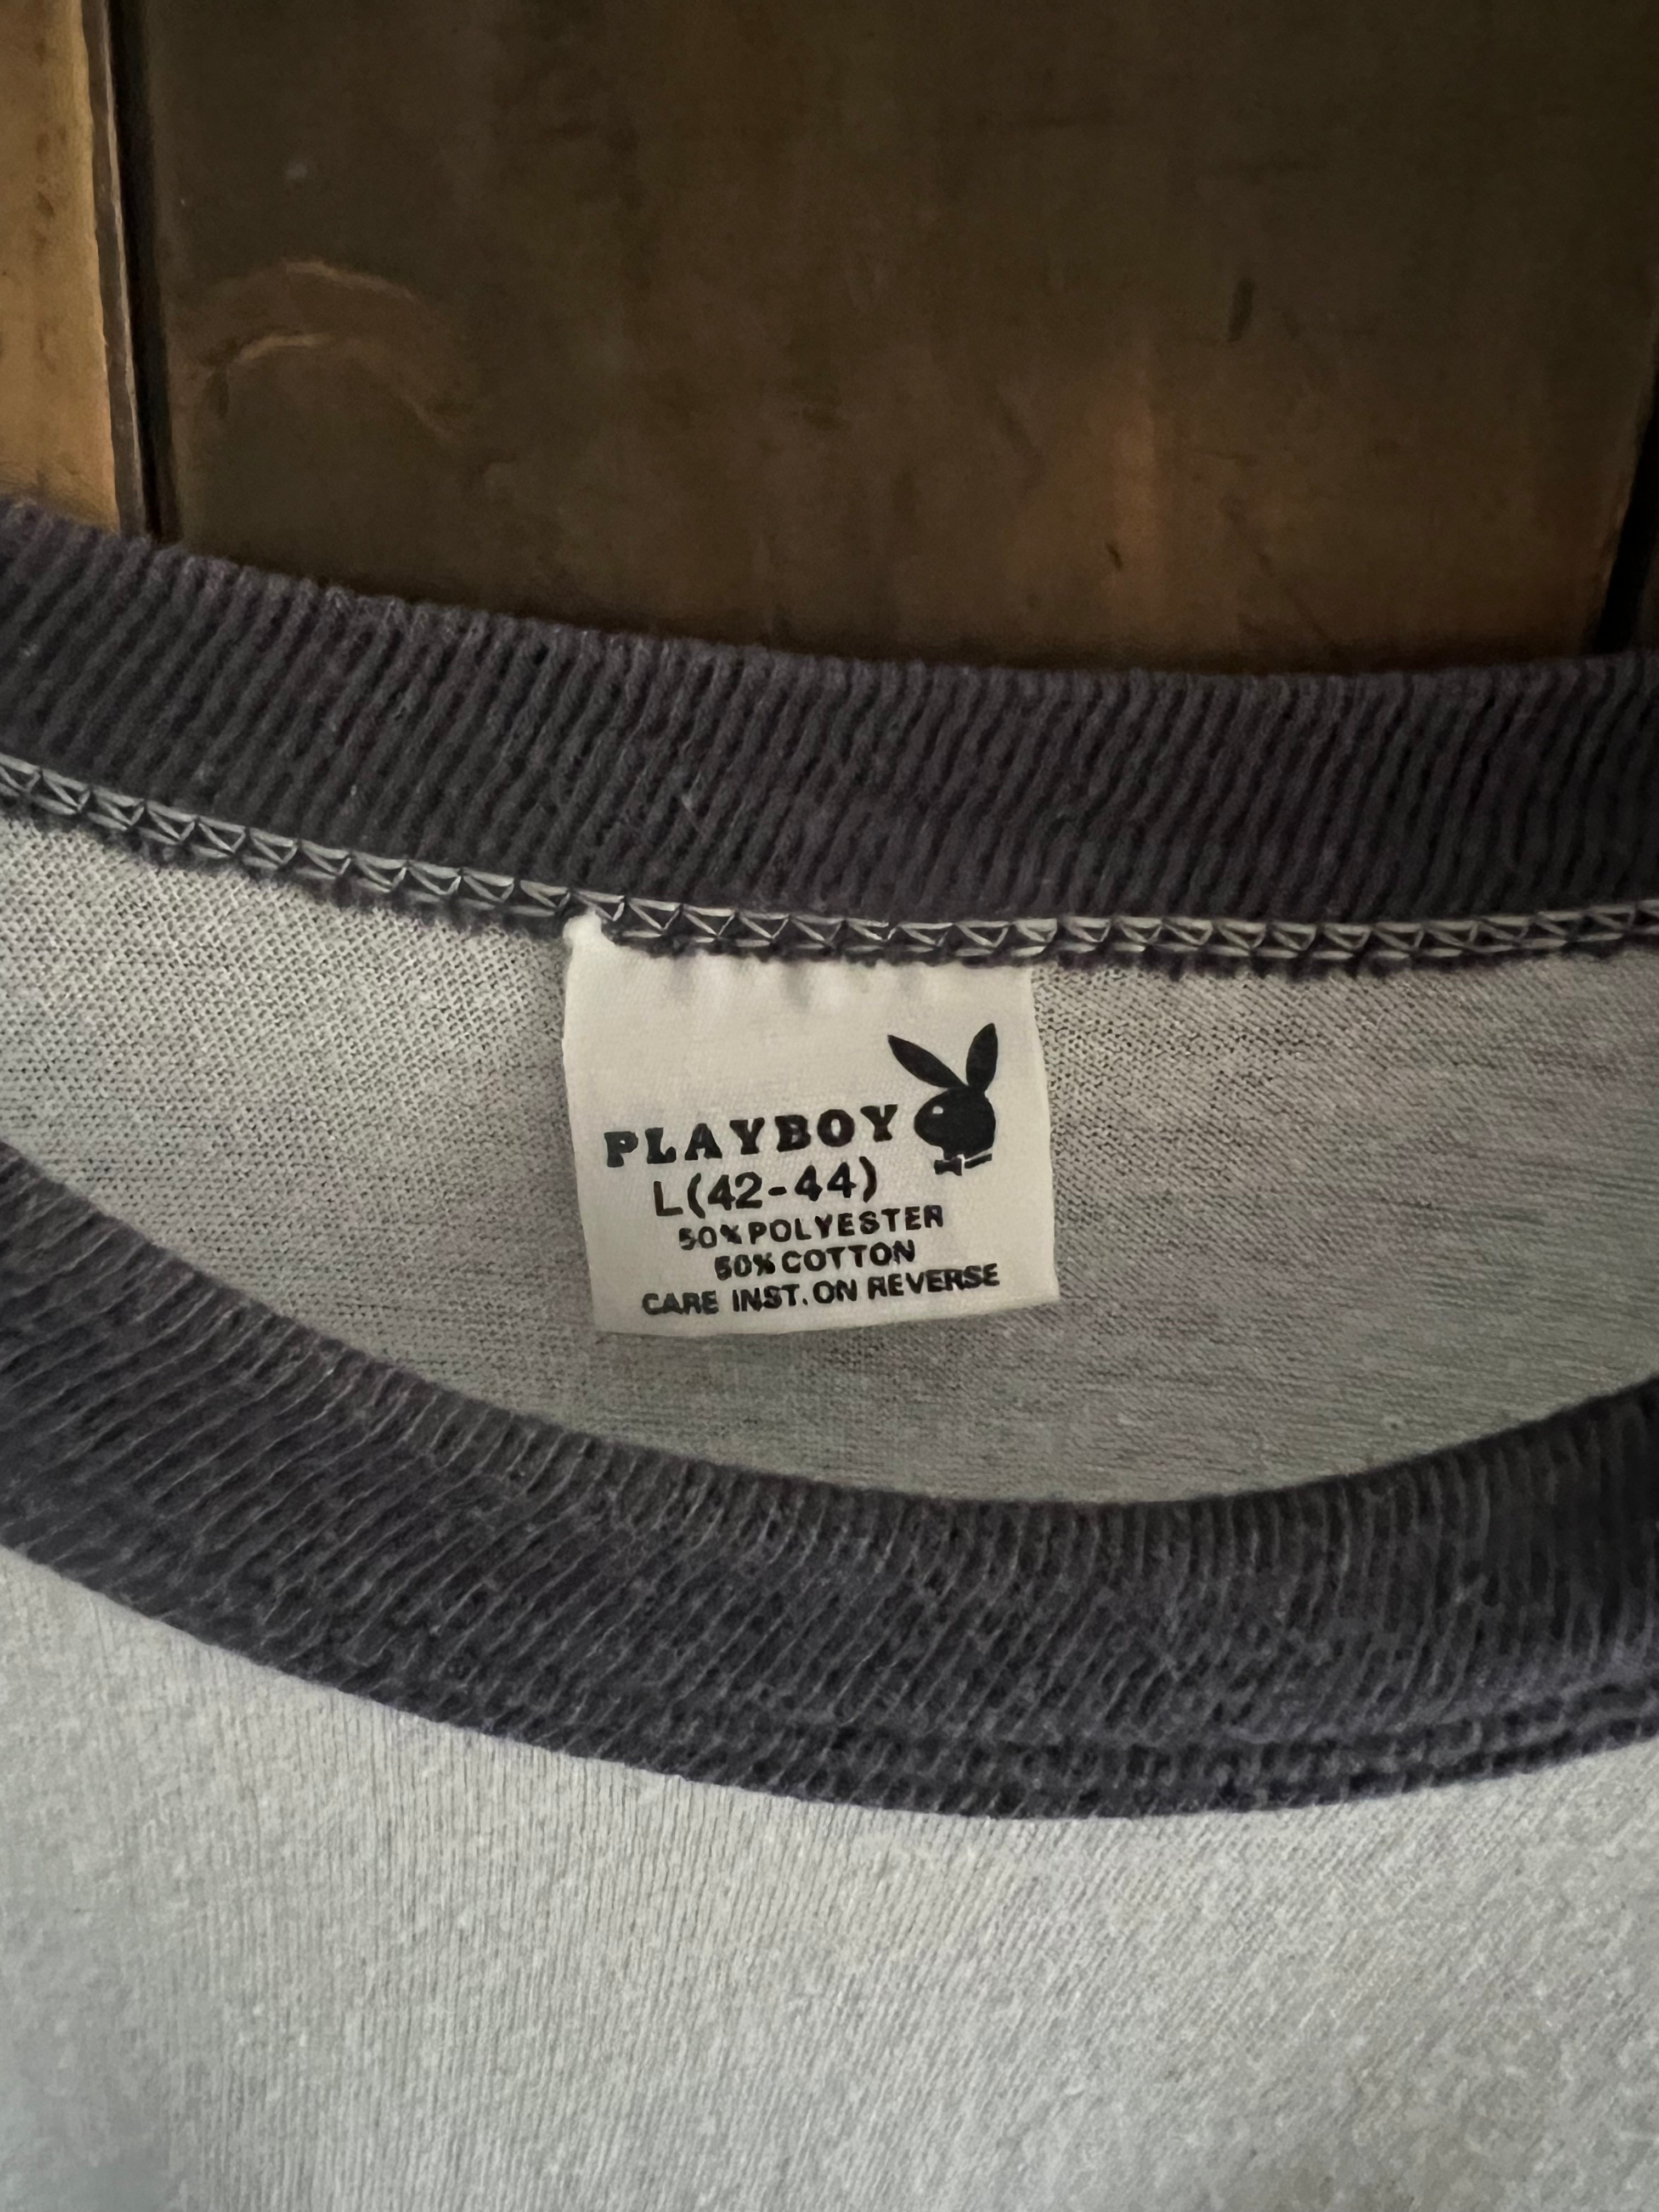 PLAYBOY
L(42-44)
50% POLYESTER
50% COTTON
CARE INST. ON REVERSE